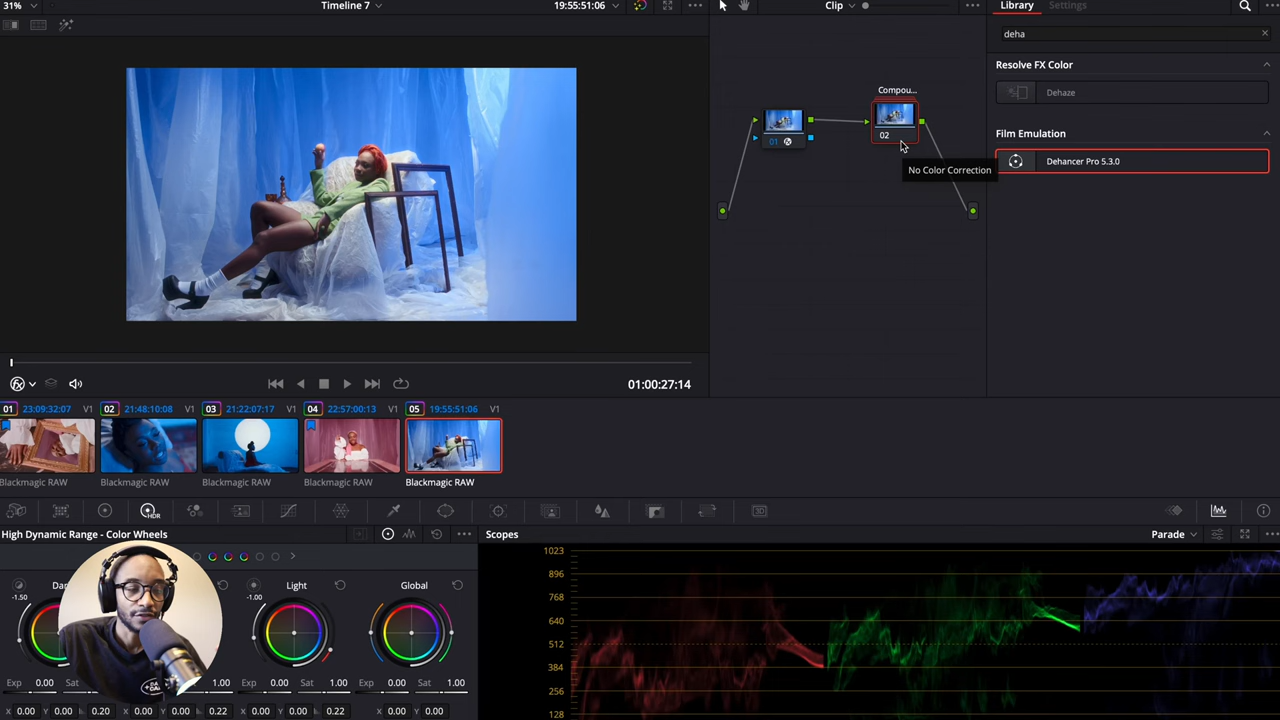 31%
Timeline 7
19:55:51:06
Clip
Library
Settings
deha
Resolve FX Color
Dehaze
Film Emulation
Dehancer Pro 5.3.0
Compou...
01
02
No Color Correction
01:00:27:14
01 23:09:32:07 V1
02 21:48:10:08 V1
03 21:22:07:17 V1
04 22:57:00:13 V1
05 19:55:51:06 V1
Blackmagic RAW
Blackmagic RAW
Blackmagic RAW
Blackmagic RAW
Blackmagic RAW
HDR
High Dynamic Range - Color Wheels
Scopes
Parade
-1.50
Light
-1.00
Global
Exp 0.00 Sat 1.00
Exp 0.00 Sat 1.00
Exp 0.00 Sat 1.00
X 0.00 Y 0.00 0.20
X 0.00 Y 0.00 0.22
X 0.00 Y 0.00 0.22
X 0.00 Y 0.00
1023
896
768
640
512
384
256
128